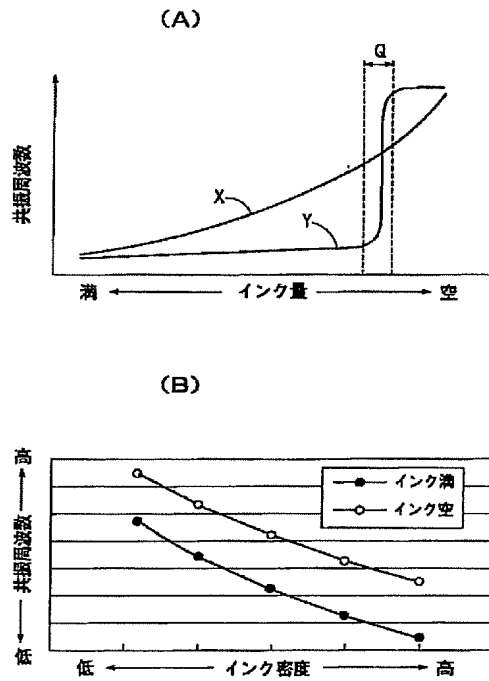 (A)
Q
共振周波数
X
Y
満 インク量 空
(B)
高 共振周波数 低
インク満
インク空
低 インク密度 高